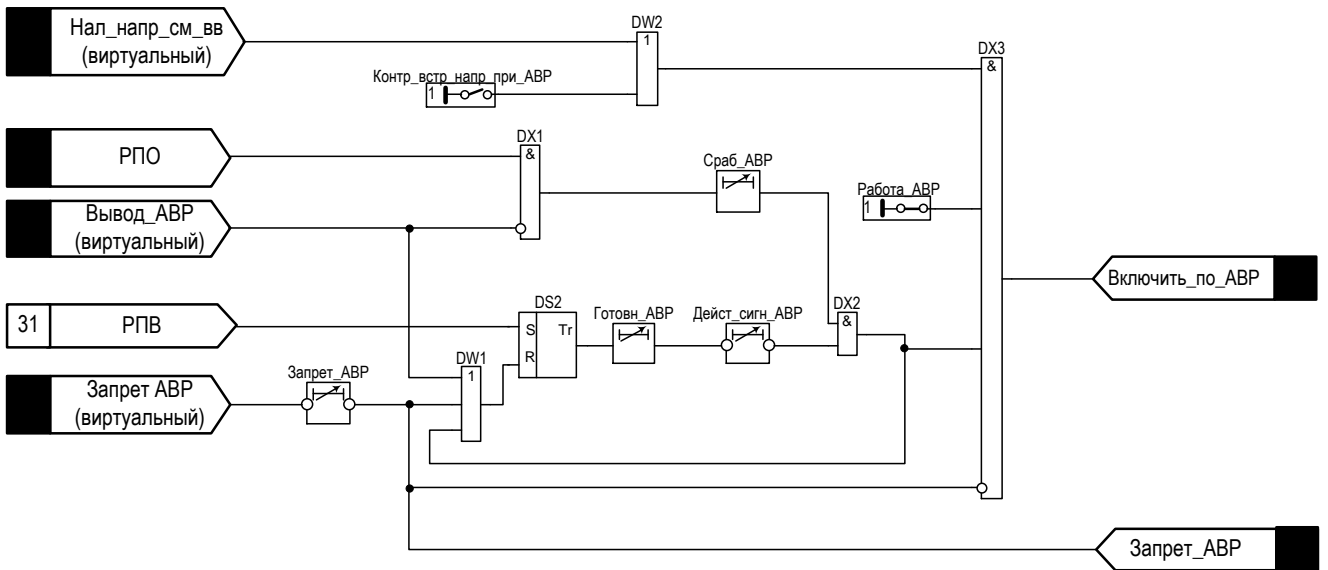 Нал_напр_см_вв
(виртуальный)
DW2
1
DX3
&
Контр_встр_напр_при_АВР
1
РПО
DX1
&
Сраб_АВР
Работа_АВР
1
Вывод_АВР
(виртуальный)
Включить_по_АВР
31
РПВ
DS2
S
Tr
R
Готовн_АВР
Дейст_сигн_АВР
DX2
&
DW1
1
Запрет АВР
(виртуальный)
Запрет_АВР
Запрет_АВР